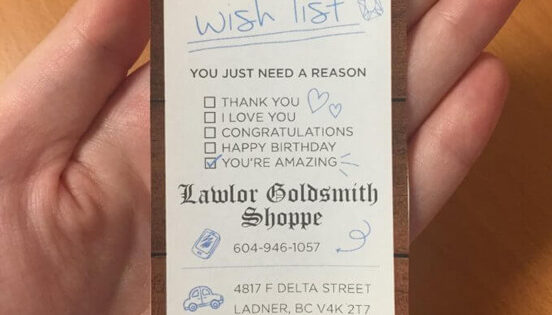 wish list
YOU JUST NEED A REASON
THANK YOU
I LOVE YOU
CONGRATULATIONS
HAPPY BIRTHDAY
YOU'RE AMAZING
Lawlor Goldsmith
Shoppe
604-946-1057
4817 F DELTA STREET
LADNER, BC V4K 2T7